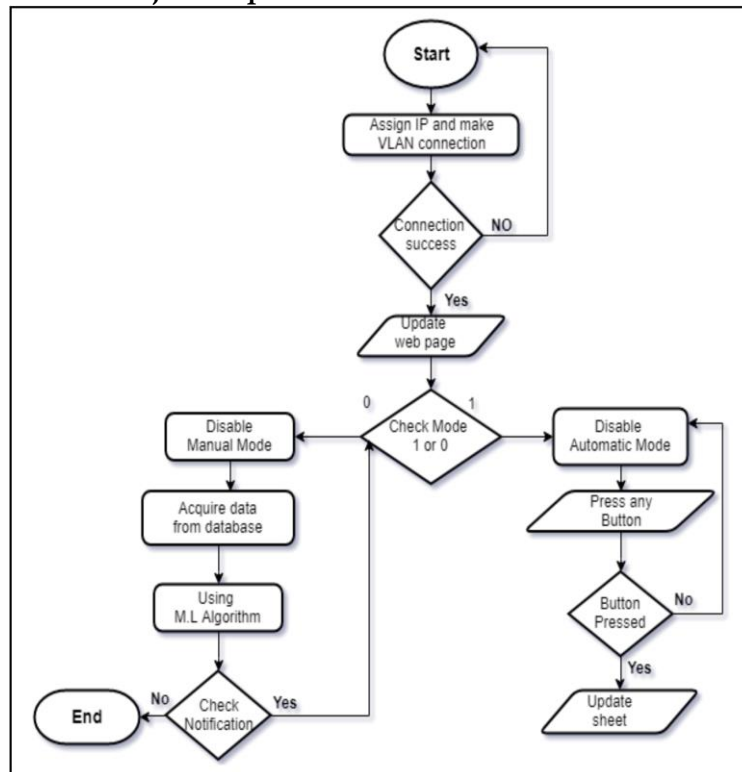 Start
Assign IP and make
VLAN connection
Connection
success
NO
Yes
Update
web page
0
1
Check Mode
1 or 0
Disable
Manual Mode
Disable
Automatic Mode
Acquire data
from database
Press any
Button
Using
M.L Algorithm
Button
Pressed
No
Yes
No
Check
Notification
Yes
End
Update
sheet